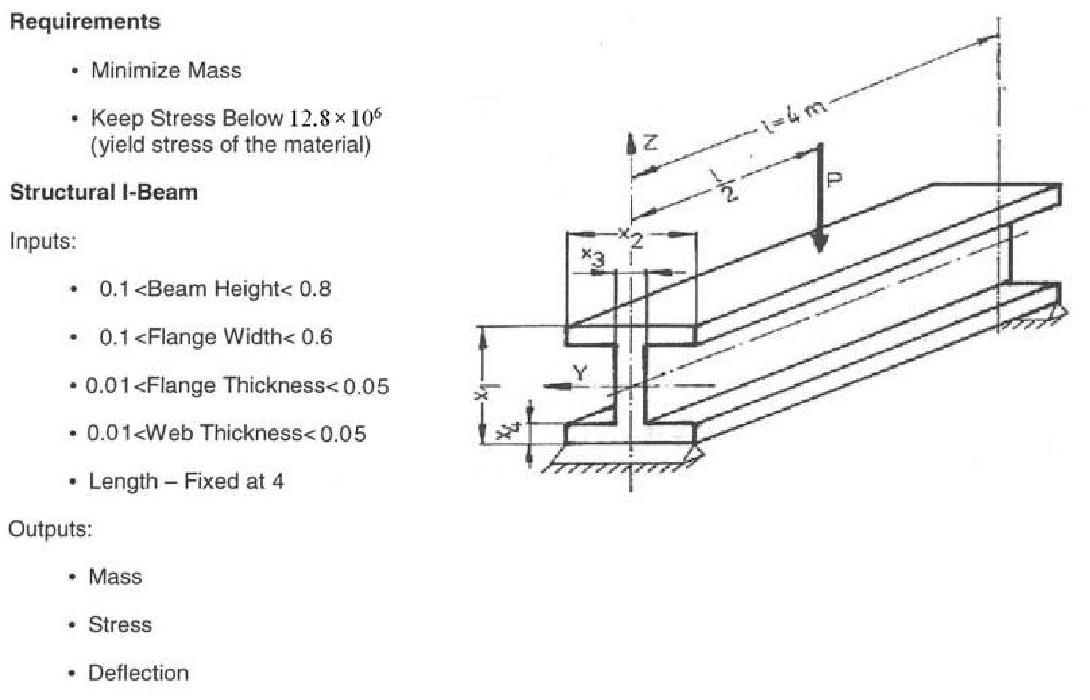 Requirements
• Minimize Mass
• Keep Stress Below 12.8 × 10⁶
(yield stress of the material)
Structural I-Beam
Inputs:
• 0.1 <Beam Height< 0.8
• 0.1 <Flange Width< 0.6
• 0.01 <Flange Thickness< 0.05
• 0.01<Web Thickness< 0.05
• Length – Fixed at 4
Outputs:
• Mass
• Stress
• Deflection
l=4m
Z
l/2
P
x₂
x₃
Y
x₁
x₄